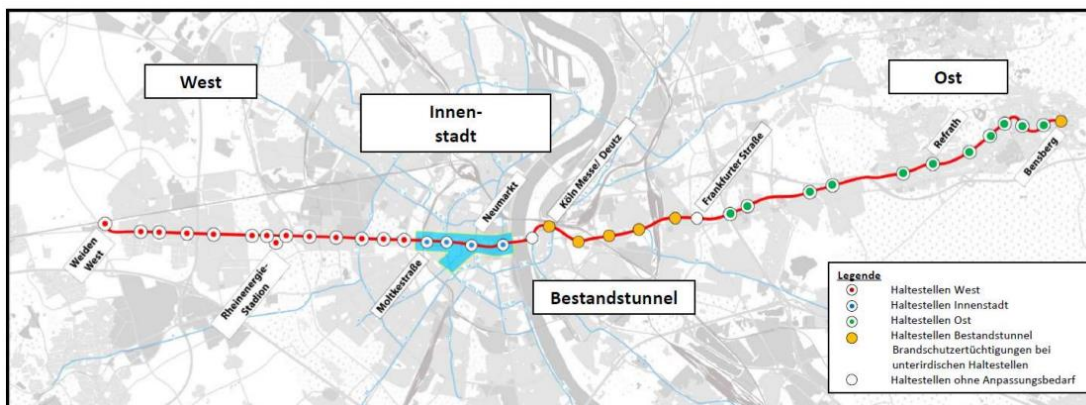 West
Innen-
stadt
Ost
Bestandstunnel
Weiden
West
Rheinenergie-
Stadion
Moltkestraße
Neumarkt
Köln Messe/ Deutz
Frankfurter Straße
Refrath
Bensberg
Legende
Haltestellen West
Haltestellen Innenstadt
Haltestellen Ost
Haltestellen Bestandstunnel
Brandschutzertüchtigungen bei
unterirdischen Haltestellen
Haltestellen ohne Anpassungsbedarf